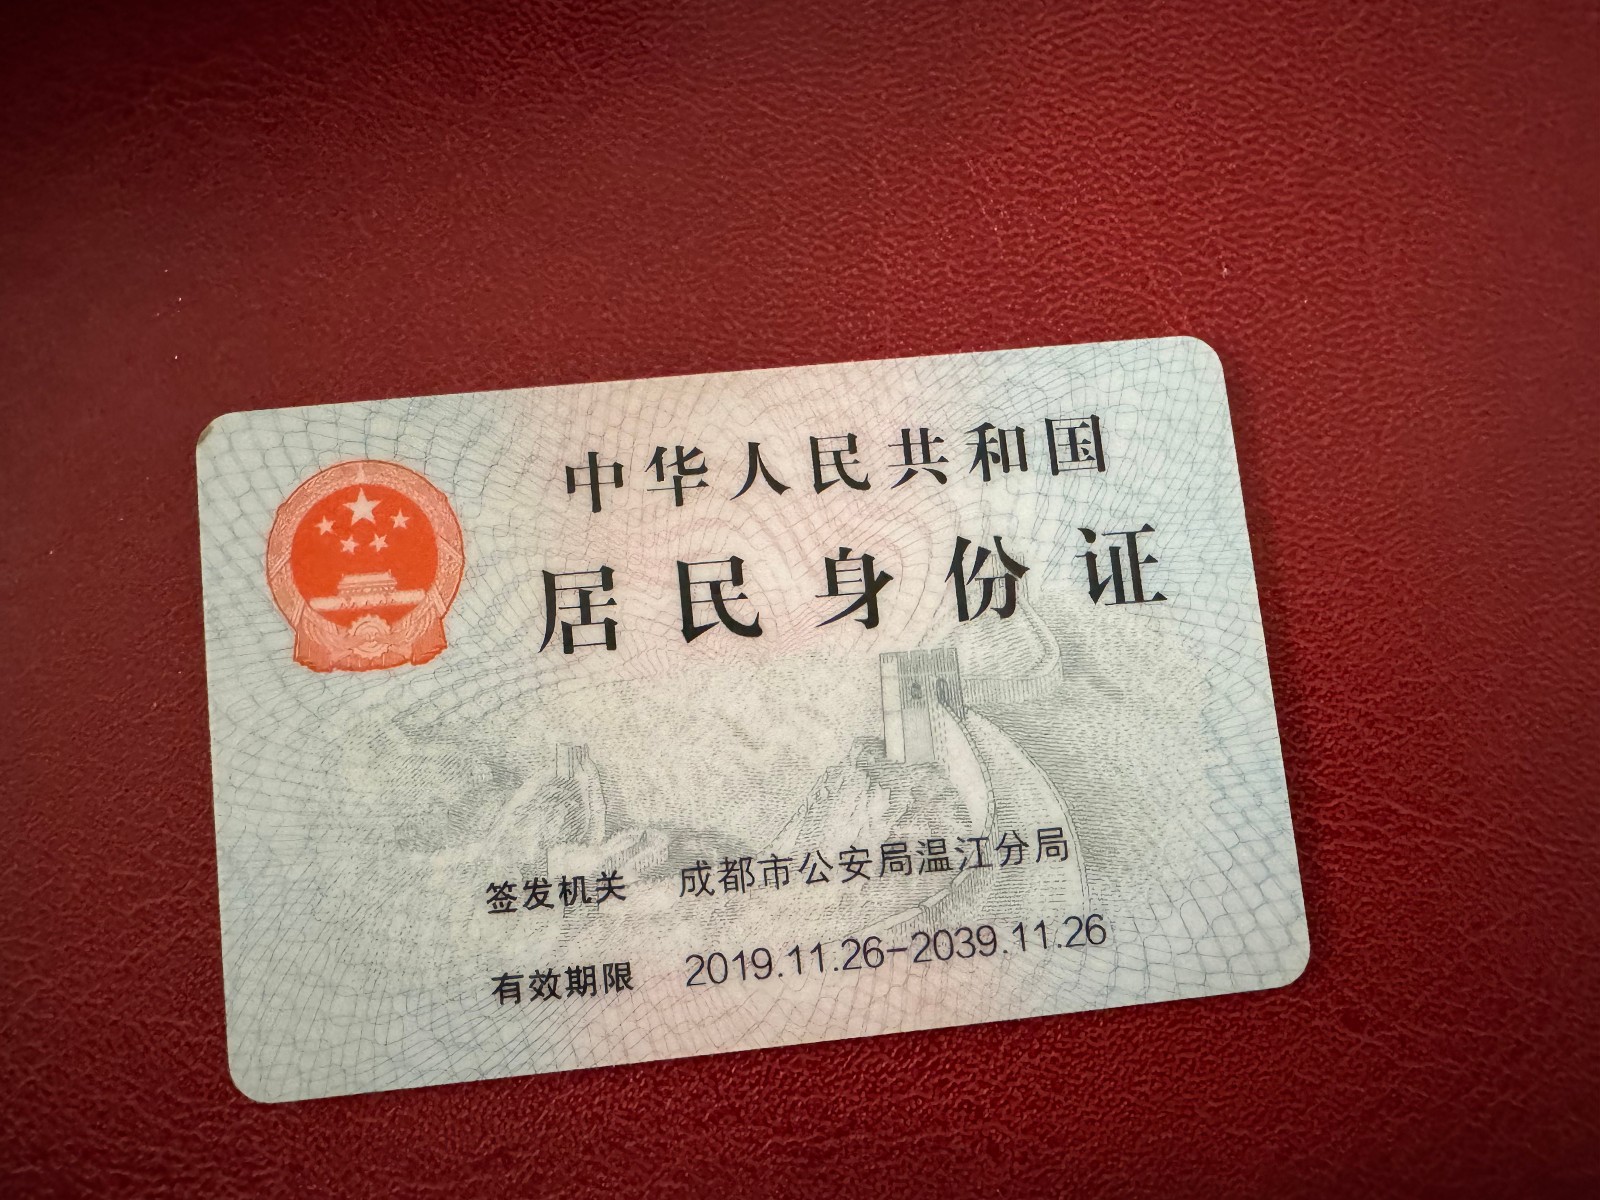 中华人民共和国
居民身份证
签发机关 成都市公安局温江分局
有效期限 2019.11.26-2039.11.26